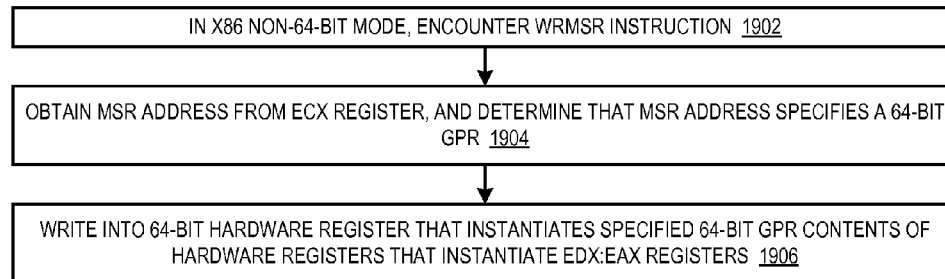 IN X86 NON-64-BIT MODE, ENCOUNTER WRMSR INSTRUCTION 1902
OBTAIN MSR ADDRESS FROM ECX REGISTER, AND DETERMINE THAT MSR ADDRESS SPECIFIES A 64-BIT
GPR 1904
WRITE INTO 64-BIT HARDWARE REGISTER THAT INSTANTIATES SPECIFIED 64-BIT GPR CONTENTS OF
HARDWARE REGISTERS THAT INSTANTIATE EDX:EAX REGISTERS 1906